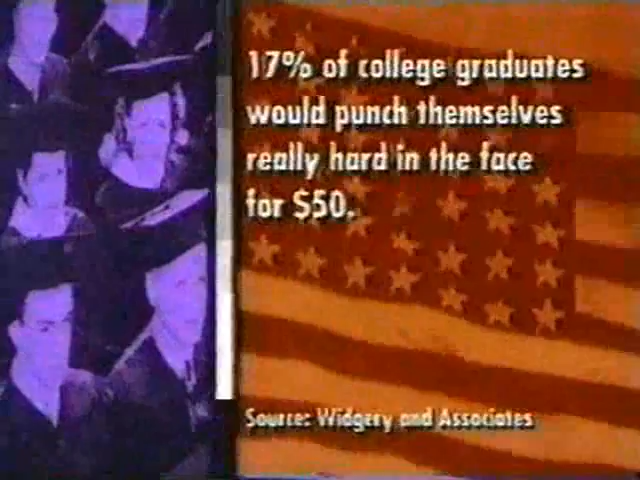 17% of college graduates
would punch themselves
really hard in the face
for $50.
Source: Widgery and Associates